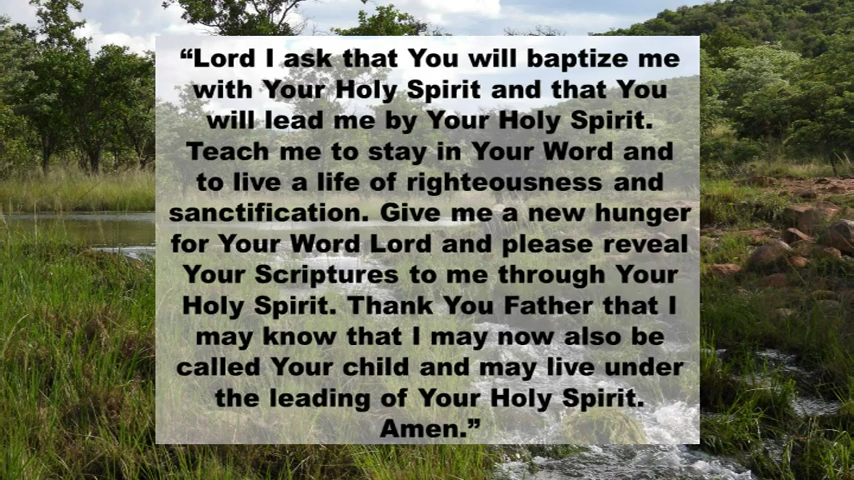 “Lord I ask that You will baptize me
with Your Holy Spirit and that You
will lead me by Your Holy Spirit.
Teach me to stay in Your Word and
to live a life of righteousness and
sanctification. Give me a new hunger
for Your Word Lord and please reveal
Your Scriptures to me through Your
Holy Spirit. Thank You Father that I
may know that I may now also be
called Your child and may live under
the leading of Your Holy Spirit.
Amen.”